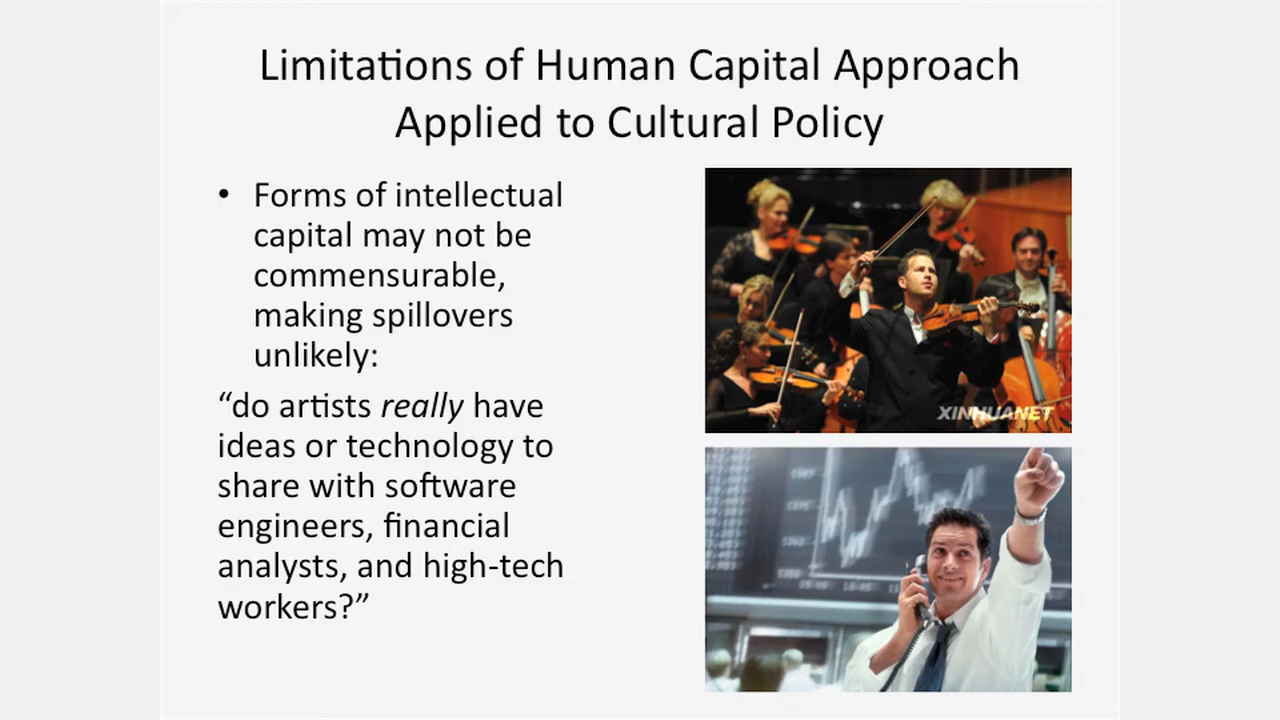 Limitations of Human Capital Approach
Applied to Cultural Policy
• Forms of intellectual
capital may not be
commensurable,
making spillovers
unlikely:
“do artists really have
ideas or technology to
share with software
engineers, financial
analysts, and high-tech
workers?”
XINHUANET